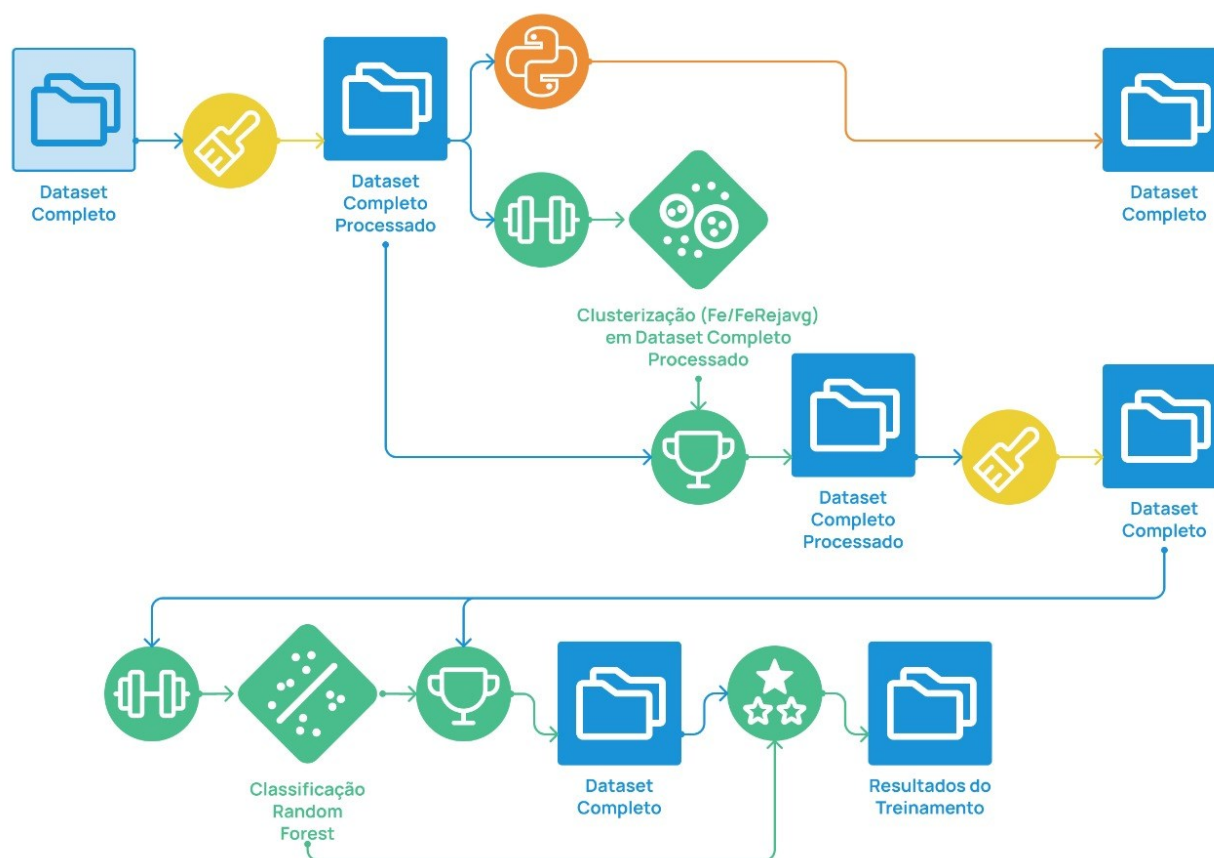 Dataset
Completo
Dataset
Completo
Processado
Dataset
Completo
Clusterização (Fe/FeRejavg)
em Dataset Completo
Processado
Dataset
Completo
Processado
Dataset
Completo
Classificação
Random
Forest
Dataset
Completo
Resultados do
Treinamento